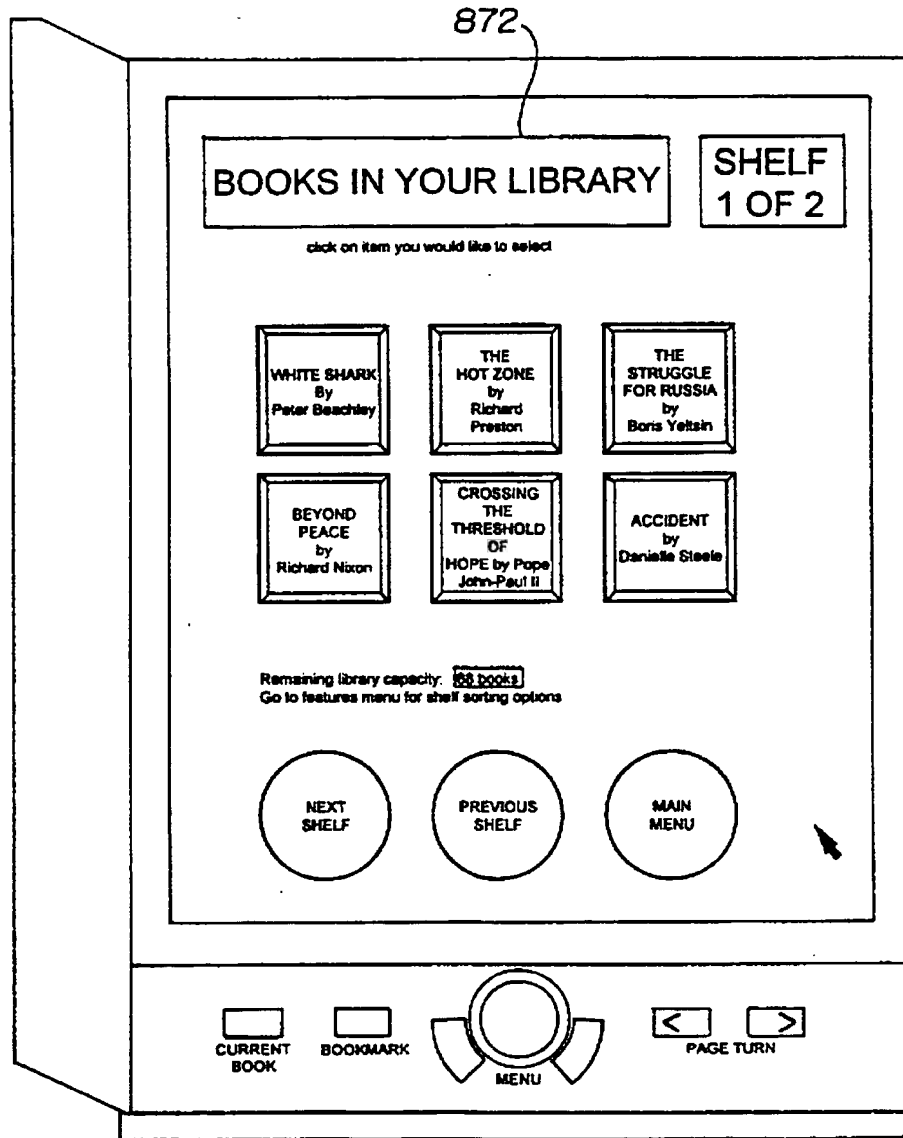 872
BOOKS IN YOUR LIBRARY
SHELF
1 OF 2
click on item you would like to select
WHITE SHARK
By
Peter Beachley
THE
HOT ZONE
by
Richard
Preston
THE
STRUGGLE
FOR RUSSIA
by
Boris Yeltsin
BEYOND
PEACE
by
Richard Nixon
CROSSING
THE
THRESHOLD
OF
HOPE by Pope
John-Paul II
ACCIDENT
by
Danielle Steele
Remaining library capacity: 88 books
Go to features menu for shelf sorting options
NEXT
SHELF
PREVIOUS
SHELF
MAIN
MENU
CURRENT
BOOK
BOOKMARK
MENU
< >
PAGE TURN